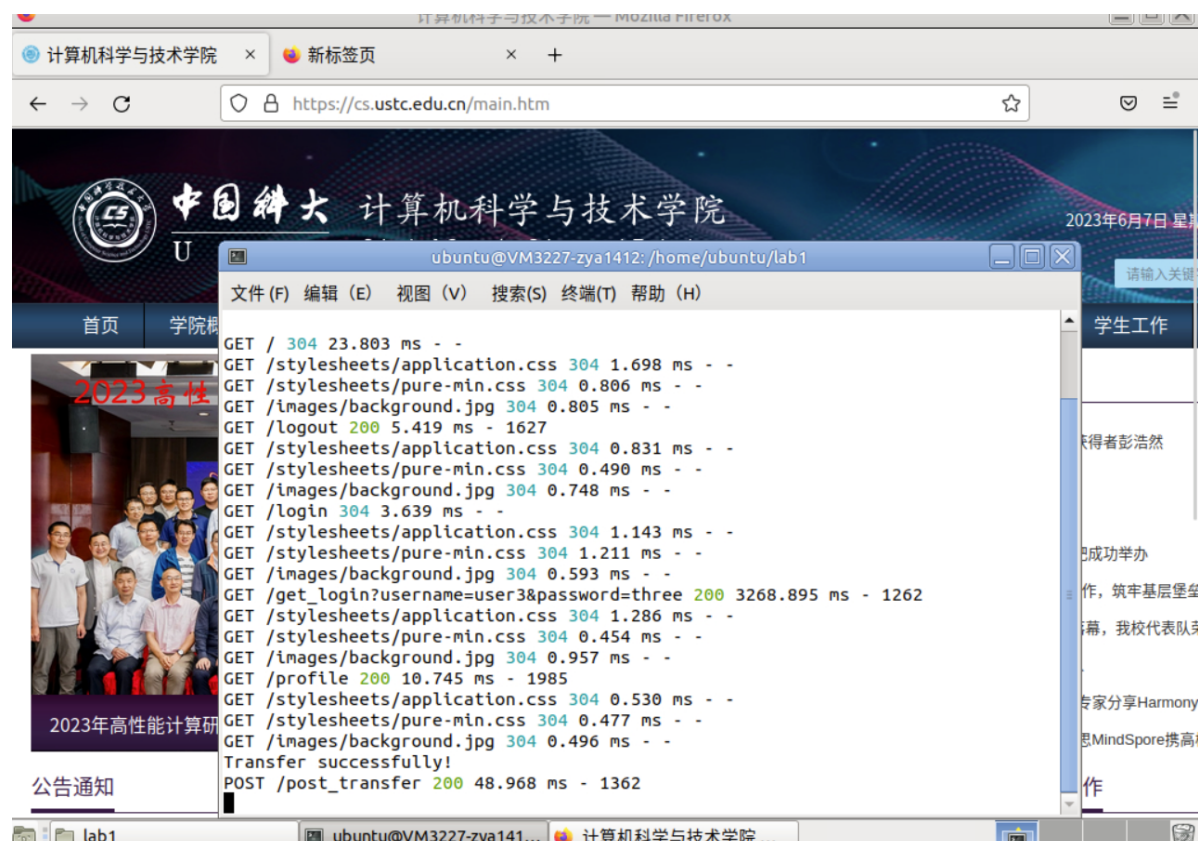 计算机科学与技术学院 — Mozilla Firefox
计算机科学与技术学院 × 新标签页 × +
https://cs.ustc.edu.cn/main.htm
中国科大 计算机科学与技术学院
2023年6月7日 星期
U
ubuntu@VM3227-zya1412: /home/ubuntu/lab1
请输入关键
文件(F) 编辑(E) 视图(V) 搜索(S) 终端(T) 帮助(H)
首页 学院概 学生工作
GET / 304 23.803 ms - -
GET /stylesheets/application.css 304 1.698 ms - -
GET /stylesheets/pure-min.css 304 0.806 ms - -
2023高性
GET /images/background.jpg 304 0.805 ms - -
GET /logout 200 5.419 ms - 1627
获得者彭浩然
GET /stylesheets/application.css 304 0.831 ms - -
GET /stylesheets/pure-min.css 304 0.490 ms - -
GET /images/background.jpg 304 0.748 ms - -
GET /login 304 3.639 ms - -
GET /stylesheets/application.css 304 1.143 ms - -
GET /stylesheets/pure-min.css 304 1.211 ms - -
成功举办
GET /images/background.jpg 304 0.593 ms - -
GET /get_login?username=user3&password=three 200 3268.895 ms - 1262
作，筑牢基层堡垒
GET /stylesheets/application.css 304 1.286 ms - -
GET /stylesheets/pure-min.css 304 0.454 ms - -
幕，我校代表队荣
GET /images/background.jpg 304 0.957 ms - -
GET /profile 200 10.745 ms - 1985
GET /stylesheets/application.css 304 0.530 ms - -
专家分享Harmony
GET /stylesheets/pure-min.css 304 0.477 ms - -
2023年高性能计算研
GET /images/background.jpg 304 0.496 ms - -
思MindSpore携高校
Transfer successfully!
POST /post_transfer 200 48.968 ms - 1362
公告通知 作
lab1 ubuntu@VM3227-zya141... 计算机科学与技术学院 ...